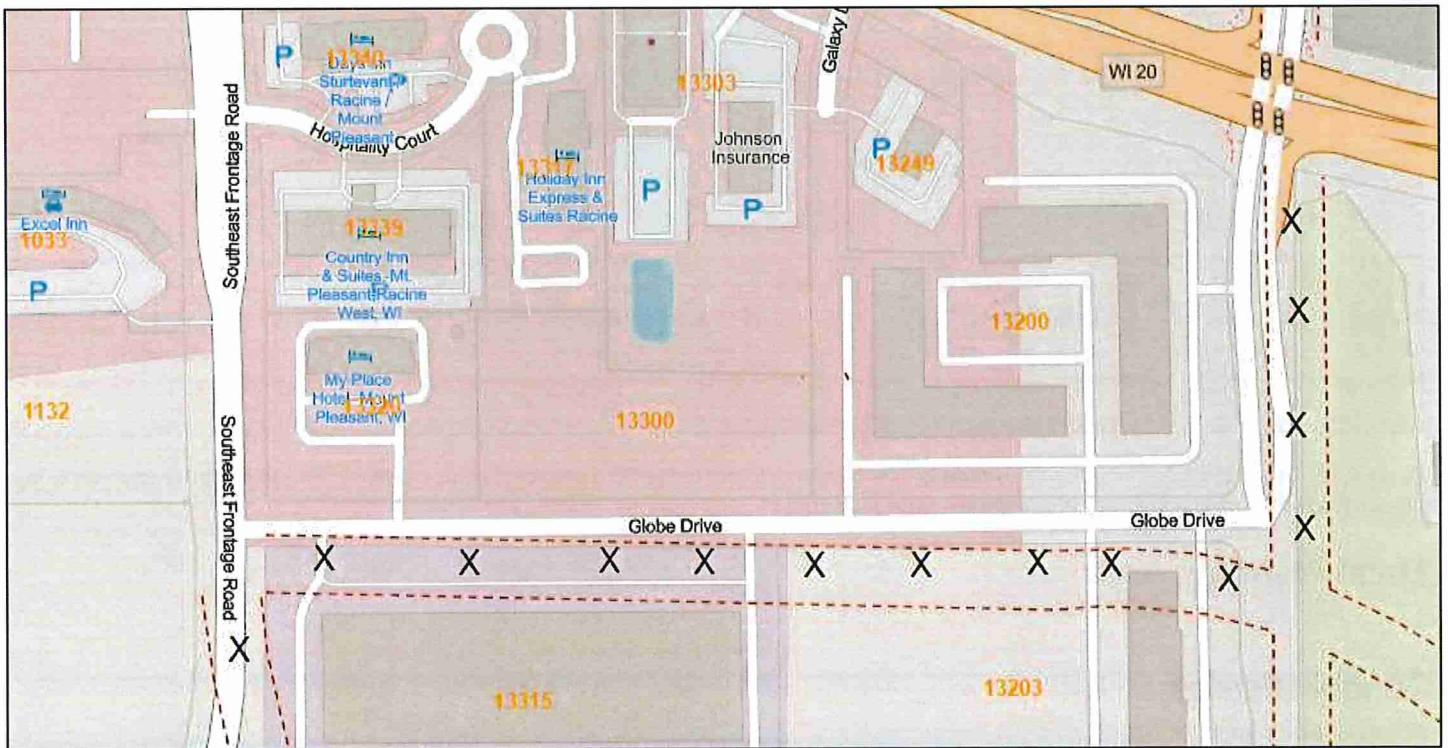 P
13340
Days Inn
Sturtevant
Racine /
Mount
Pleasant
Hospitality Court
Southeast Frontage Road
Excel Inn
1033
P
13339
Country Inn
& Suites-Mt.
Pleasant-Racine
West, WI
My Place
Hotel-Mount
Pleasant, WI
13317
Holiday Inn
Express &
Suites Racine
P
13303
Johnson
Insurance
P
Galaxy
P
13249
WI 20
X
X
X
X
13200
13300
1132
Southeast Frontage Road
Globe Drive
Globe Drive
X
X
X
X
X
X
X
X
X
X
13315
13203